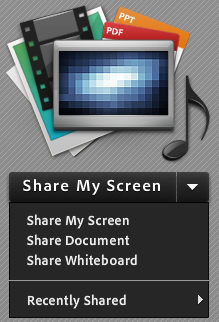 PPT
PDF
Share My Screen
Share My Screen
Share Document
Share Whiteboard
Recently Shared